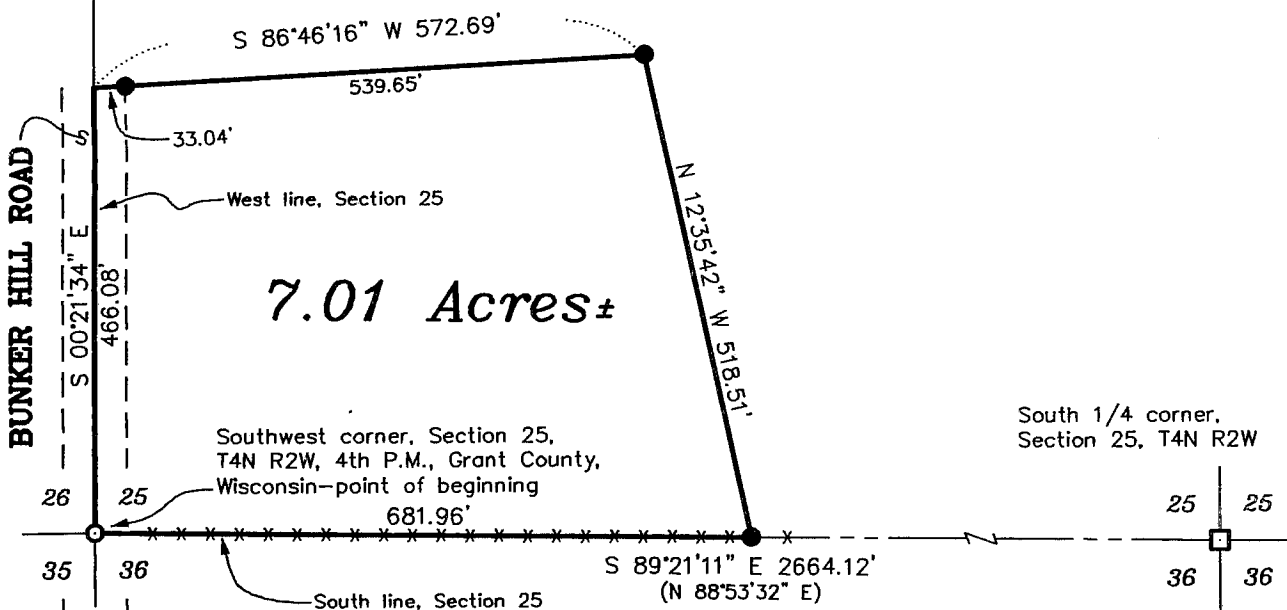 S 86°46'16" W 572.69'
539.65'
33.04'
West line, Section 25
BUNKER HILL ROAD
S 00°21'34" E
466.08'
N 12°35'42" W 518.51'
7.01 Acres±
Southwest corner, Section 25,
T4N R2W, 4th P.M., Grant County,
Wisconsin-point of beginning
681.96'
26 25
35 36
South line, Section 25
S 89°21'11" E 2664.12'
(N 88°53'32" E)
South 1/4 corner,
Section 25, T4N R2W
25 25
36 36